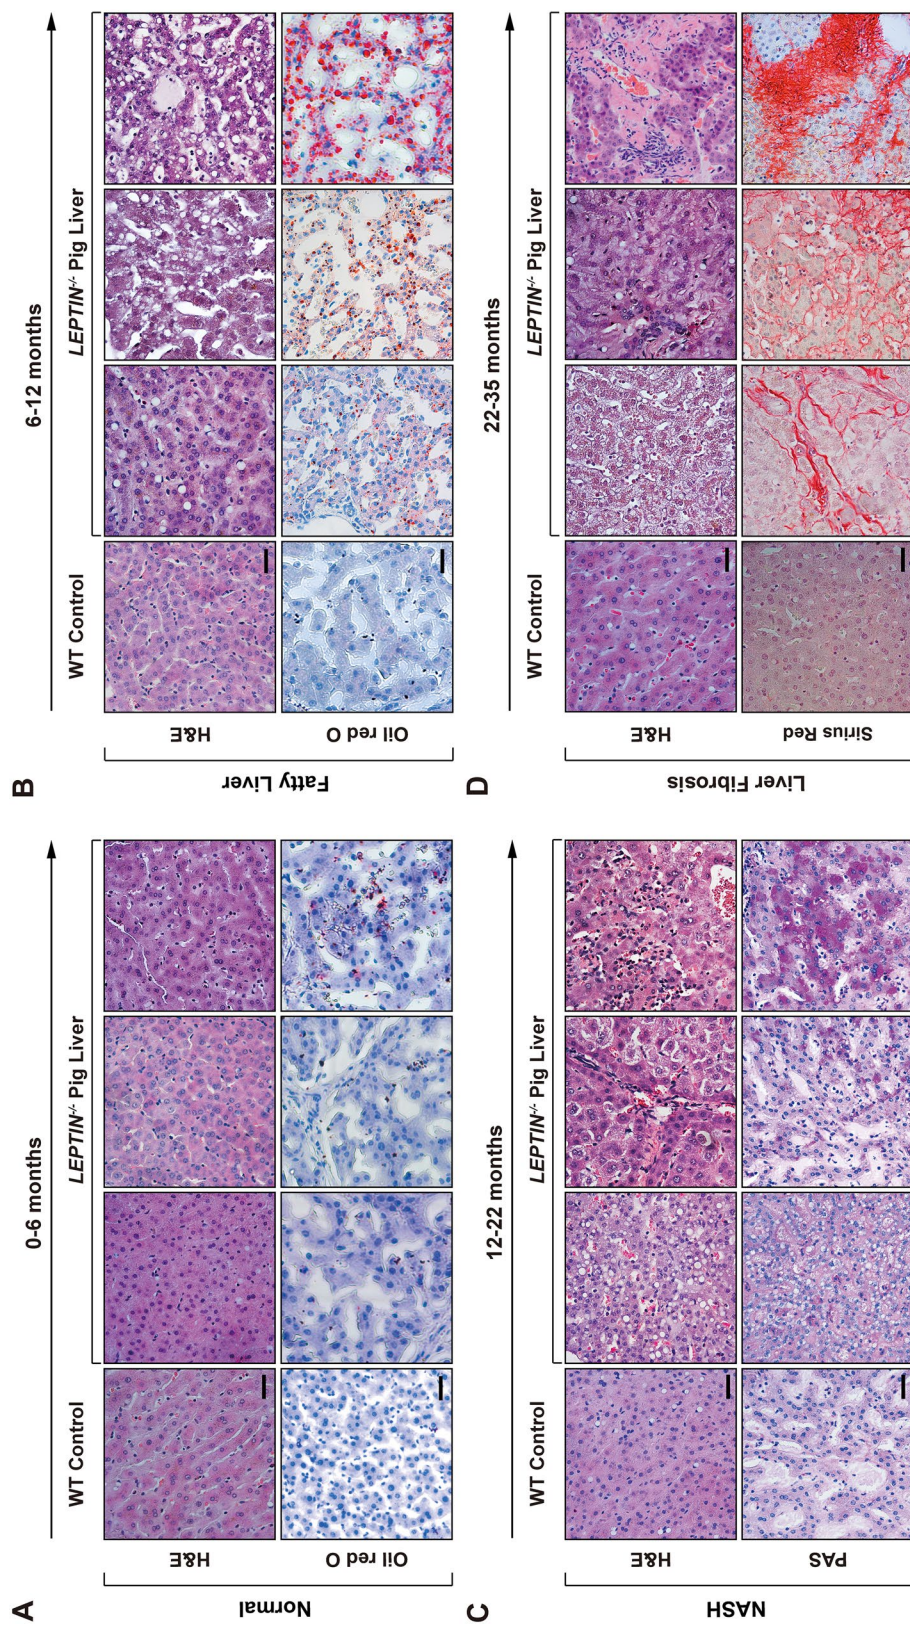 A
0-6 months
WT Control
LEPTIN-/- Pig Liver
Normal
H&E
Oil red O
B
6-12 months
WT Control
LEPTIN-/- Pig Liver
Fatty Liver
H&E
Oil red O
C
12-22 months
WT Control
LEPTIN-/- Pig Liver
NASH
H&E
PAS
D
22-35 months
WT Control
LEPTIN-/- Pig Liver
Liver Fibrosis
H&E
Sirius Red